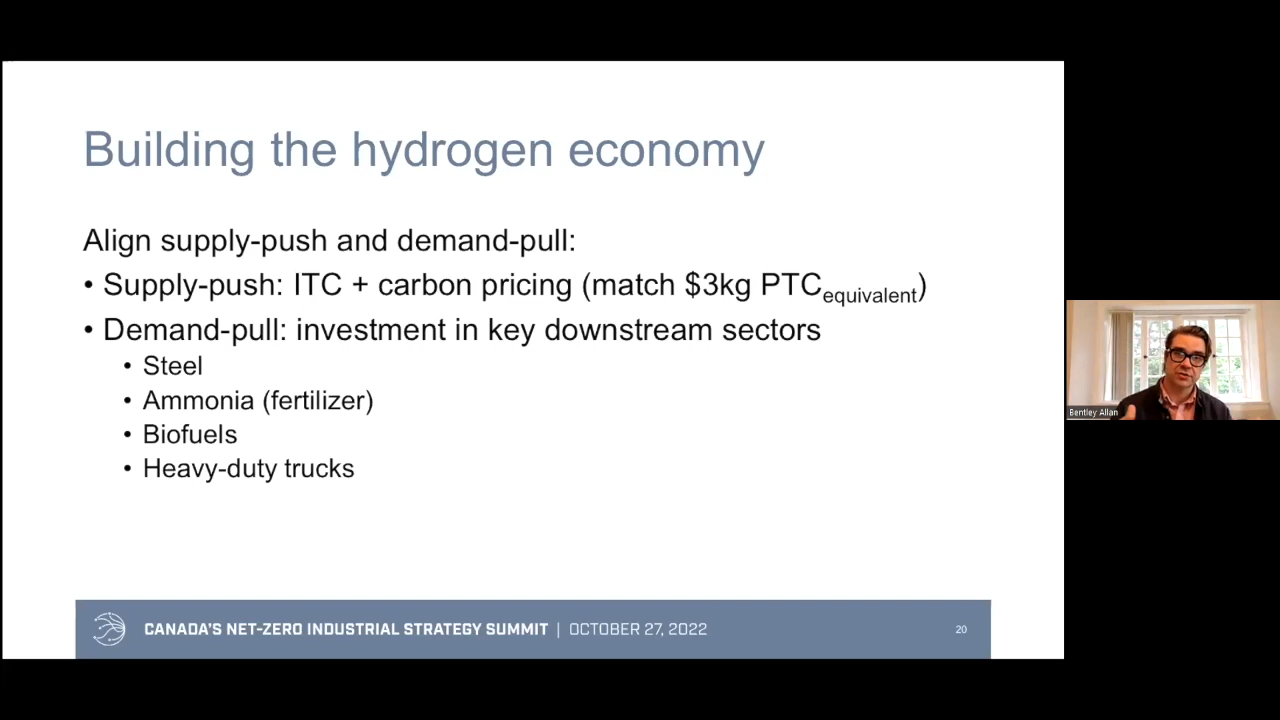 Building the hydrogen economy
Align supply-push and demand-pull:
• Supply-push: ITC + carbon pricing (match $3kg PTCequivalent)
• Demand-pull: investment in key downstream sectors
• Steel
• Ammonia (fertilizer)
• Biofuels
• Heavy-duty trucks
Bentley Allan
CANADA'S NET-ZERO INDUSTRIAL STRATEGY SUMMIT | OCTOBER 27, 2022
20